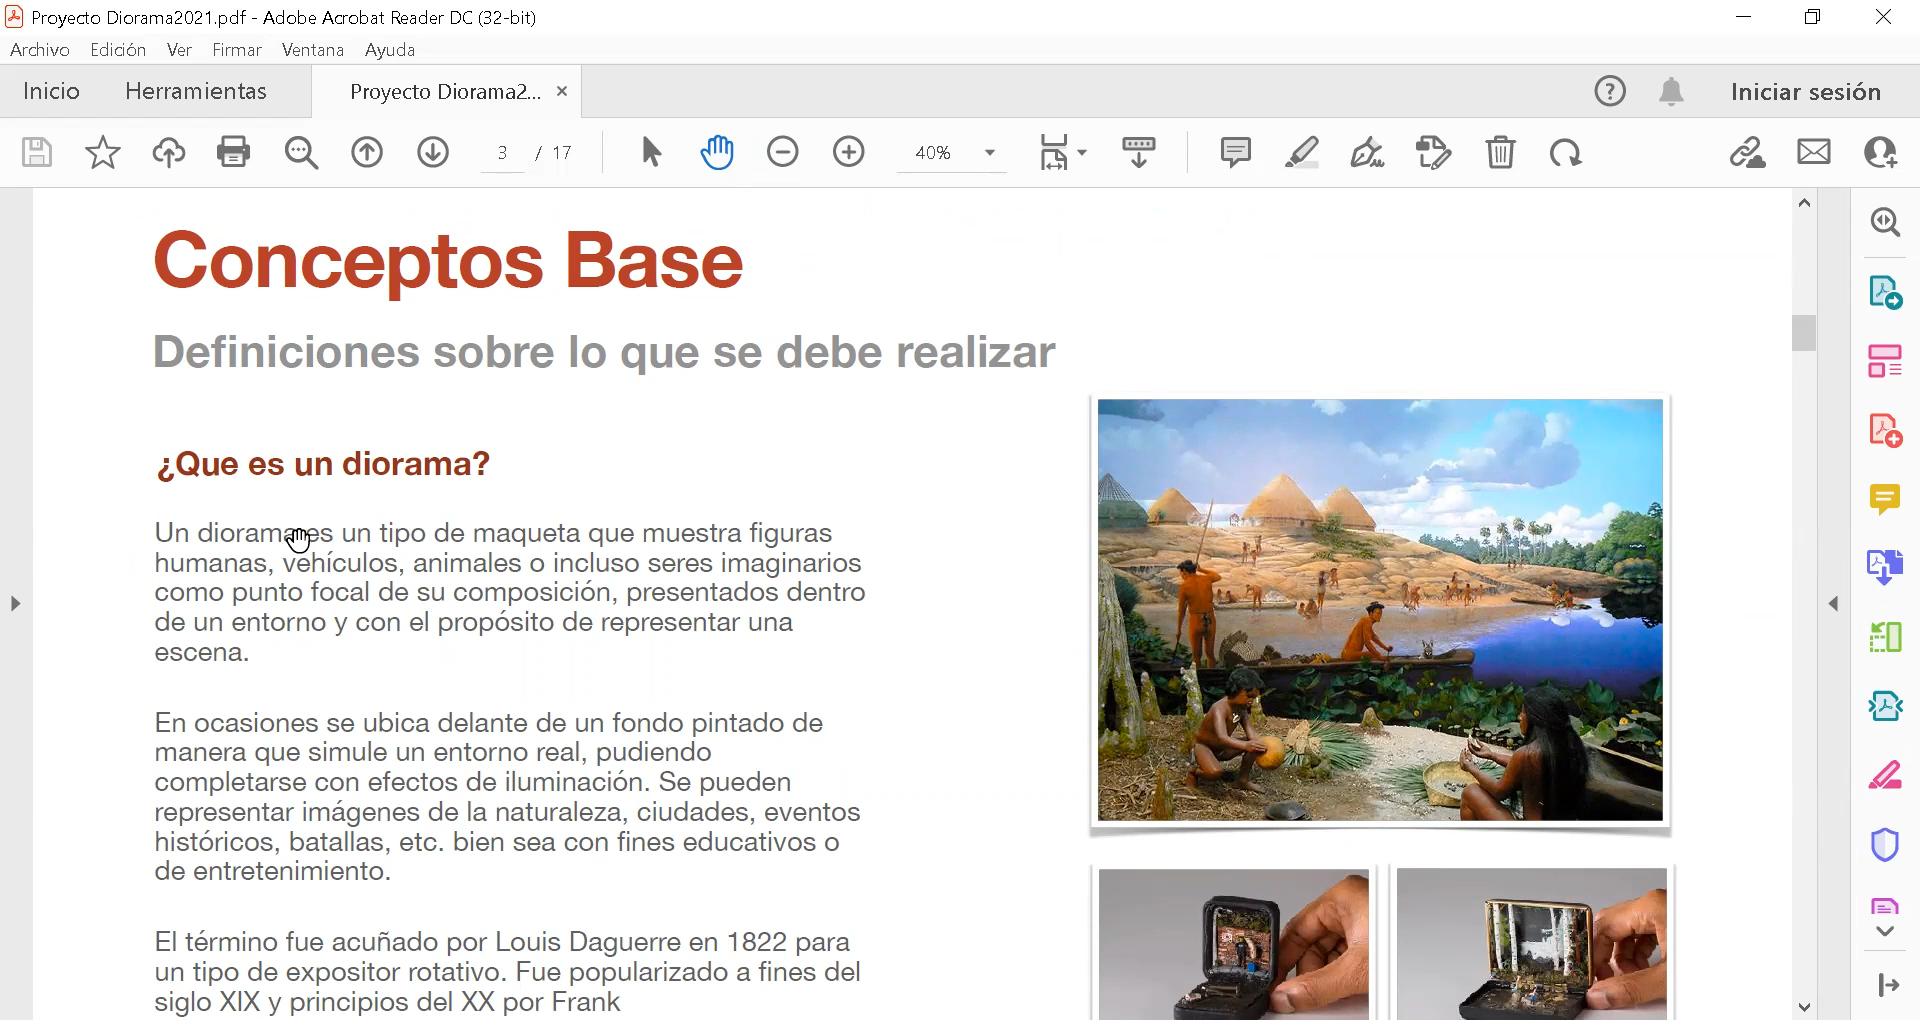 Proyecto Diorama2021.pdf - Adobe Acrobat Reader DC (32-bit)
Archivo Edición Ver Firmar Ventana Ayuda
Inicio Herramientas Proyecto Diorama2... × Iniciar sesión
3 / 17 40%
Conceptos Base
Definiciones sobre lo que se debe realizar
¿Que es un diorama?
Un diorama es un tipo de maqueta que muestra figuras
humanas, vehículos, animales o incluso seres imaginarios
como punto focal de su composición, presentados dentro
de un entorno y con el propósito de representar una
escena.
En ocasiones se ubica delante de un fondo pintado de
manera que simule un entorno real, pudiendo
completarse con efectos de iluminación. Se pueden
representar imágenes de la naturaleza, ciudades, eventos
históricos, batallas, etc. bien sea con fines educativos o
de entretenimiento.
El término fue acuñado por Louis Daguerre en 1822 para
un tipo de expositor rotativo. Fue popularizado a fines del
siglo XIX y principios del XX por Frank